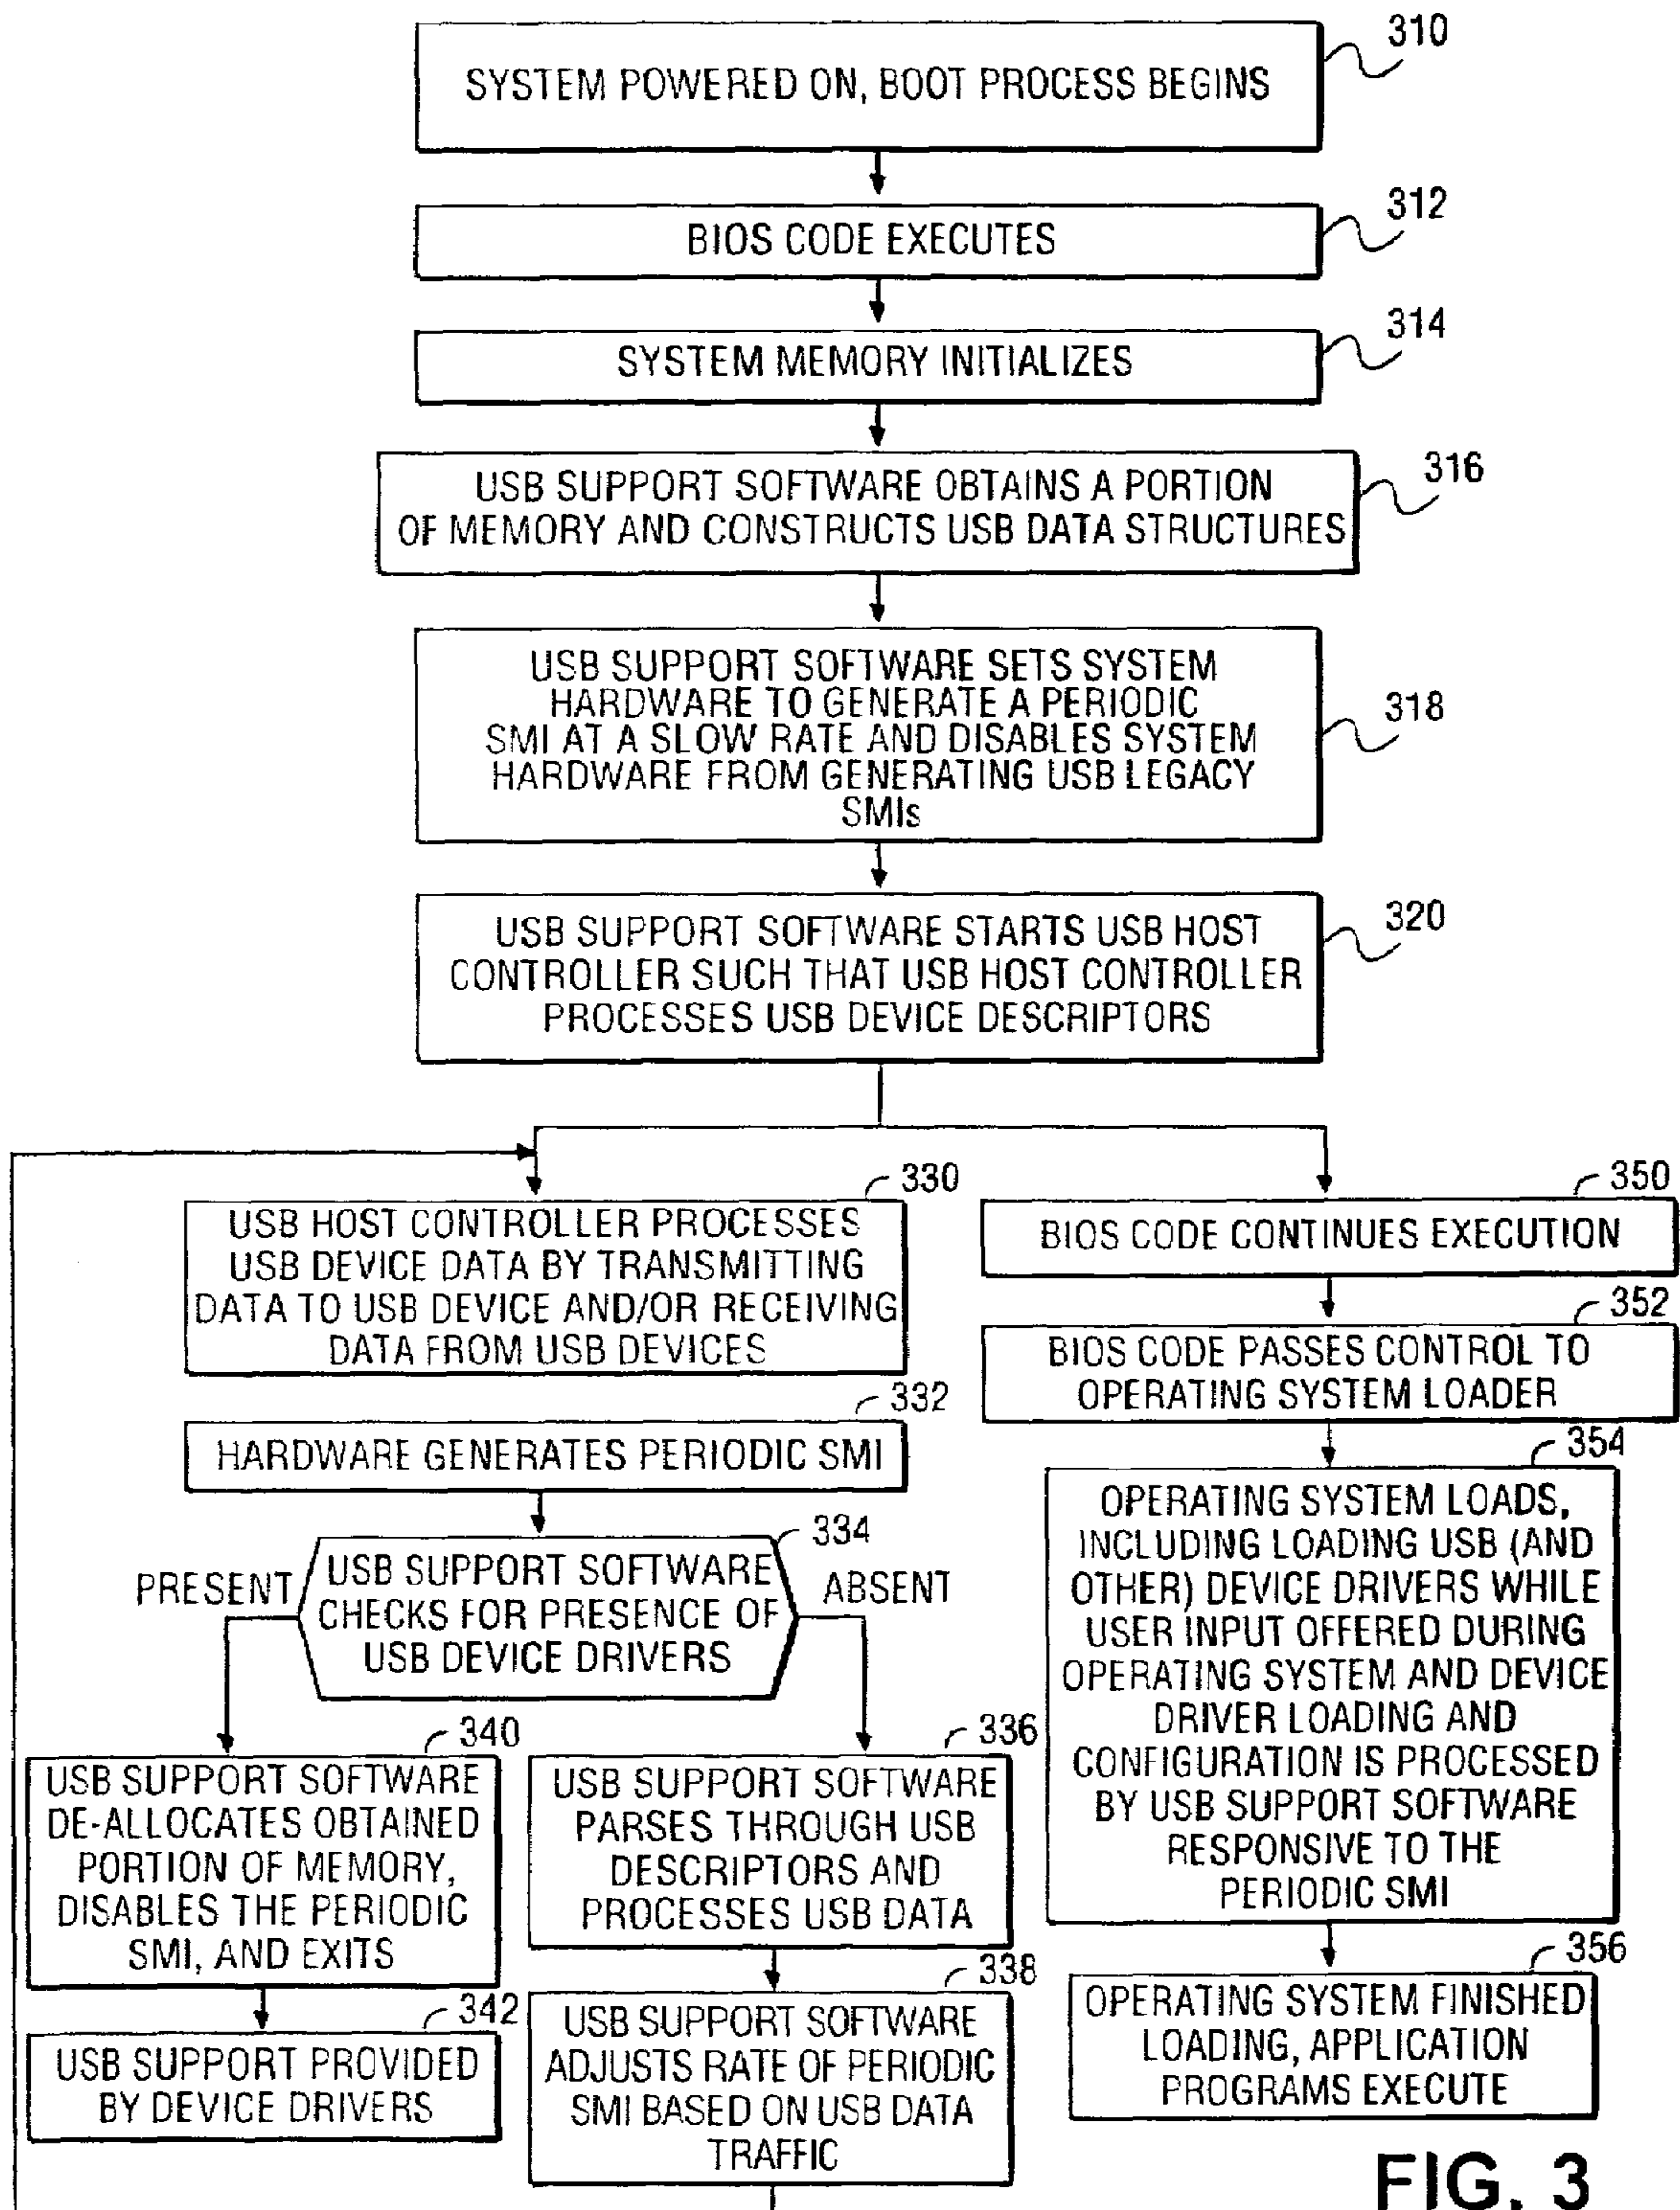 310
SYSTEM POWERED ON, BOOT PROCESS BEGINS
312
BIOS CODE EXECUTES
314
SYSTEM MEMORY INITIALIZES
316
USB SUPPORT SOFTWARE OBTAINS A PORTION
OF MEMORY AND CONSTRUCTS USB DATA STRUCTURES
318
USB SUPPORT SOFTWARE SETS SYSTEM
HARDWARE TO GENERATE A PERIODIC
SMI AT A SLOW RATE AND DISABLES SYSTEM
HARDWARE FROM GENERATING USB LEGACY
SMIs
320
USB SUPPORT SOFTWARE STARTS USB HOST
CONTROLLER SUCH THAT USB HOST CONTROLLER
PROCESSES USB DEVICE DESCRIPTORS
330
USB HOST CONTROLLER PROCESSES
USB DEVICE DATA BY TRANSMITTING
DATA TO USB DEVICE AND/OR RECEIVING
DATA FROM USB DEVICES
332
HARDWARE GENERATES PERIODIC SMI
334
USB SUPPORT SOFTWARE
CHECKS FOR PRESENCE OF
USB DEVICE DRIVERS
PRESENT
ABSENT
340
USB SUPPORT SOFTWARE
DE-ALLOCATES OBTAINED
PORTION OF MEMORY,
DISABLES THE PERIODIC
SMI, AND EXITS
342
USB SUPPORT PROVIDED
BY DEVICE DRIVERS
336
USB SUPPORT SOFTWARE
PARSES THROUGH USB
DESCRIPTORS AND
PROCESSES USB DATA
338
USB SUPPORT SOFTWARE
ADJUSTS RATE OF PERIODIC
SMI BASED ON USB DATA
TRAFFIC
350
BIOS CODE CONTINUES EXECUTION
352
BIOS CODE PASSES CONTROL TO
OPERATING SYSTEM LOADER
354
OPERATING SYSTEM LOADS,
INCLUDING LOADING USB (AND
OTHER) DEVICE DRIVERS WHILE
USER INPUT OFFERED DURING
OPERATING SYSTEM AND DEVICE
DRIVER LOADING AND
CONFIGURATION IS PROCESSED
BY USB SUPPORT SOFTWARE
RESPONSIVE TO THE
PERIODIC SMI
356
OPERATING SYSTEM FINISHED
LOADING, APPLICATION
PROGRAMS EXECUTE
FIG. 3